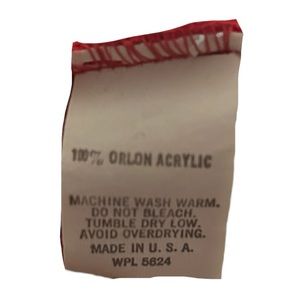 100% ORLON ACRYLIC
MACHINE WASH WARM.
DO NOT BLEACH.
TUMBLE DRY LOW.
AVOID OVERDRYING.
MADE IN U. S. A.
WPL 5624